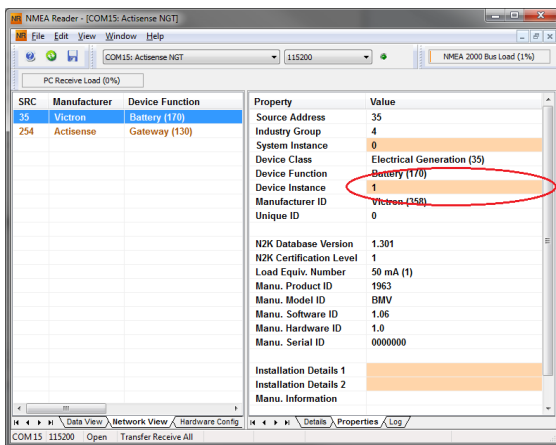 NMEA Reader - [COM15: Actisense NGT]
File Edit View Window Help
COM15: Actisense NGT 115200 NMEA 2000 Bus Load (1%)
PC Receive Load (0%)
SRC Manufacturer Device Function
35 Victron Battery (170)
254 Actisense Gateway (130)
Property Value
Source Address 35
Industry Group 4
System Instance 0
Device Class Electrical Generation (35)
Device Function Battery (170)
Device Instance 1
Manufacturer ID Victron (358)
Unique ID 0
N2K Database Version 1.301
N2K Certification Level 1
Load Equiv. Number 50 mA (1)
Manu. Product ID 1963
Manu. Model ID BMV
Manu. Software ID 1.06
Manu. Hardware ID 1.0
Manu. Serial ID 0000000
Installation Details 1
Installation Details 2
Manu. Information
Data View Network View Hardware Config
Details Properties Log
COM15 115200 Open Transfer Receive All